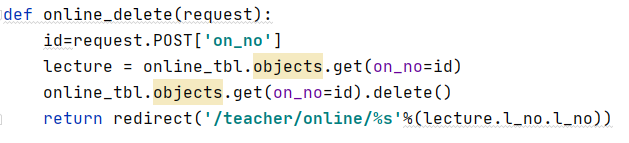 def online_delete(request):
    id=request.POST['on_no']
    lecture = online_tbl.objects.get(on_no=id)
    online_tbl.objects.get(on_no=id).delete()
    return redirect('/teacher/online/%s'%(lecture.l_no.l_no))